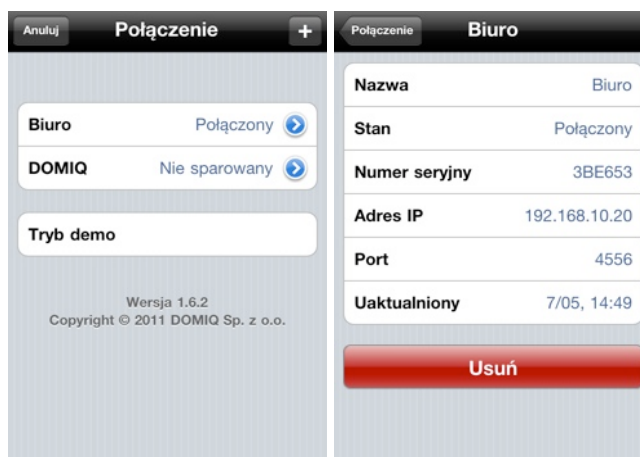 Anuluj Połączenie +
Biuro Połączony
DOMIQ Nie sparowany
Tryb demo
Wersja 1.6.2
Copyright © 2011 DOMIQ Sp. z o.o.
Połączenie Biuro
Nazwa Biuro
Stan Połączony
Numer seryjny 3BE653
Adres IP 192.168.10.20
Port 4556
Uaktualniony 7/05, 14:49
Usuń